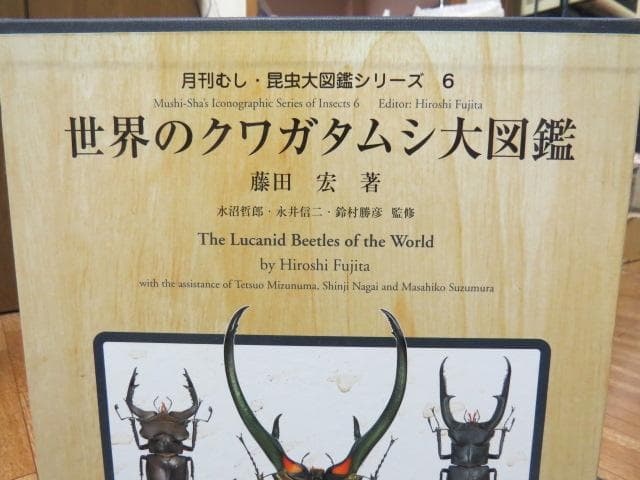 月刊むし・昆虫大図鑑シリーズ 6
Mushi-Sha's Iconographic Series of Insects 6 Editor: Hiroshi Fujita
世界のクワガタムシ大図鑑
藤田 宏 著
水沼哲郎・永井信二・鈴村勝彦 監修
The Lucanid Beetles of the World
by Hiroshi Fujita
with the assistance of Tetsuo Mizunuma, Shinji Nagai and Masahiko Suzumura